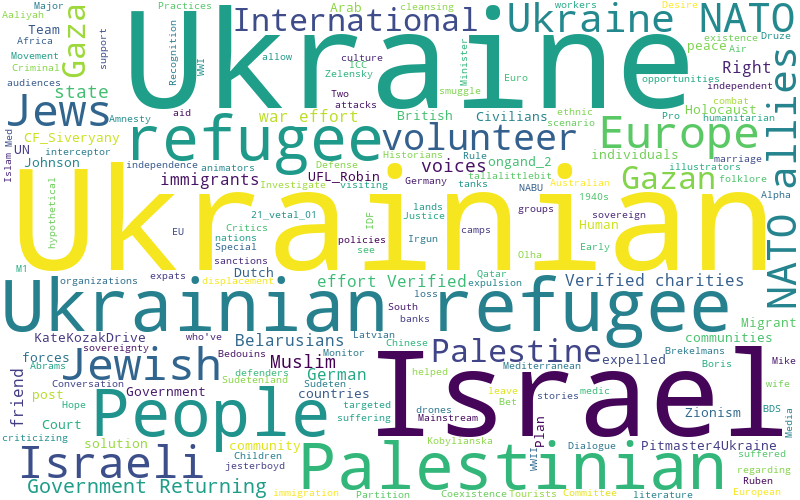 Major
Practices
Arab
cleansing
workers
Desire
Aaliyah
Team
International
Ukraine
NATO
Africa
Gaza
support
Recognition
WWI
Ukraine
Movement
Criminal
allow
culture
ICC
Zelensky
Minister
Euro
peace
existence
Air
Druze
audiences
state
Two
attacks
smuggle
opportunities
Right
independent
Jews
Amnesty
aid
war effort
British
Civilians
ethnic
scenario
Holocaust
combat
Pro
humanitarian
NATO allies
CF_Siveryany
refugee
volunteer
Europe
UN
interceptor
Historians
Rule
ongand_2
individuals
marriage
illustrators
Islam Med
Johnson
independence
animators
Defense
voices
tallalittlebit
Gazan
folklore
immigrants
UFL_Robin
Investigate
visiting
Germany
tanks
NABU
Australian
1940s
Alpha
hypothetical
Ukrainian
21_vetal_01
IDF
lands
Justice
groups
sovereign
Critics
Human
EU
nations
Special
policies
see
Irgun
camps
Early
sanctions
Olha
M1
expats
Dutch
organizations
displacement
effort Verified
Qatar
expulsion
Verified charities
Ukrainian refugee
loss
South
banks
Migrant
communities
KateKozakDrive
who've
Belarusians
Latvian
Chinese
Palestine
sovereignty
Bedouins
Monitor
Muslim
Mediterranean
expelled
Brekelmans
Boris
Mike
forces
Abrams
Jewish
defenders
German
helped
Israel
Conversation
Sudetenland
Sudeten
friend
post
Hope
Government
countries
targeted
suffering
drones
Mainstream
leave
Bet
stories
medic
wife
Zionism
BDS
Media
People
Court
criticizing
solution
community
Children
jesterboyd
Kobylianska
WWII
plan
Dialogue
Pitmaster4Ukraine
suffered
regarding
Ruben
Israeli
Palestinian
Government Returning
immigration
Partition
Coexistence
Tourists
Committee
literature
European